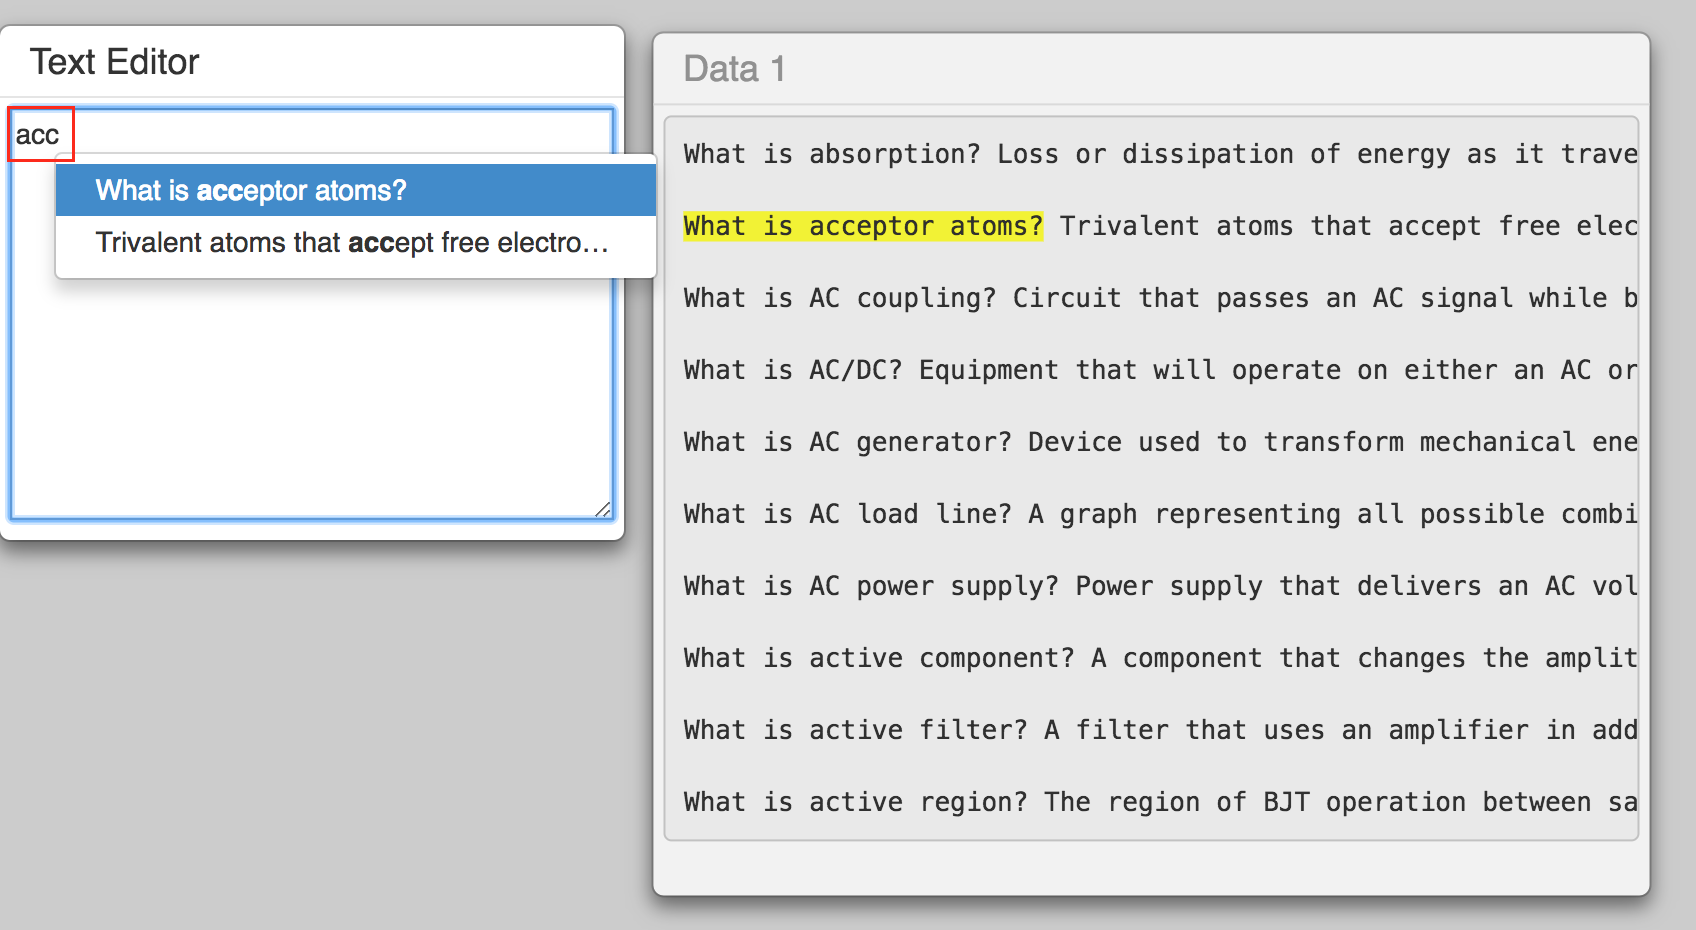 Text Editor
acc
What is acceptor atoms?
Trivalent atoms that accept free electro...
Data 1
What is absorption? Loss or dissipation of energy as it trave
What is acceptor atoms? Trivalent atoms that accept free elec
What is AC coupling? Circuit that passes an AC signal while b
What is AC/DC? Equipment that will operate on either an AC or
What is AC generator? Device used to transform mechanical ene
What is AC load line? A graph representing all possible combi
What is AC power supply? Power supply that delivers an AC vol
What is active component? A component that changes the amplit
What is active filter? A filter that uses an amplifier in add
What is active region? The region of BJT operation between sa